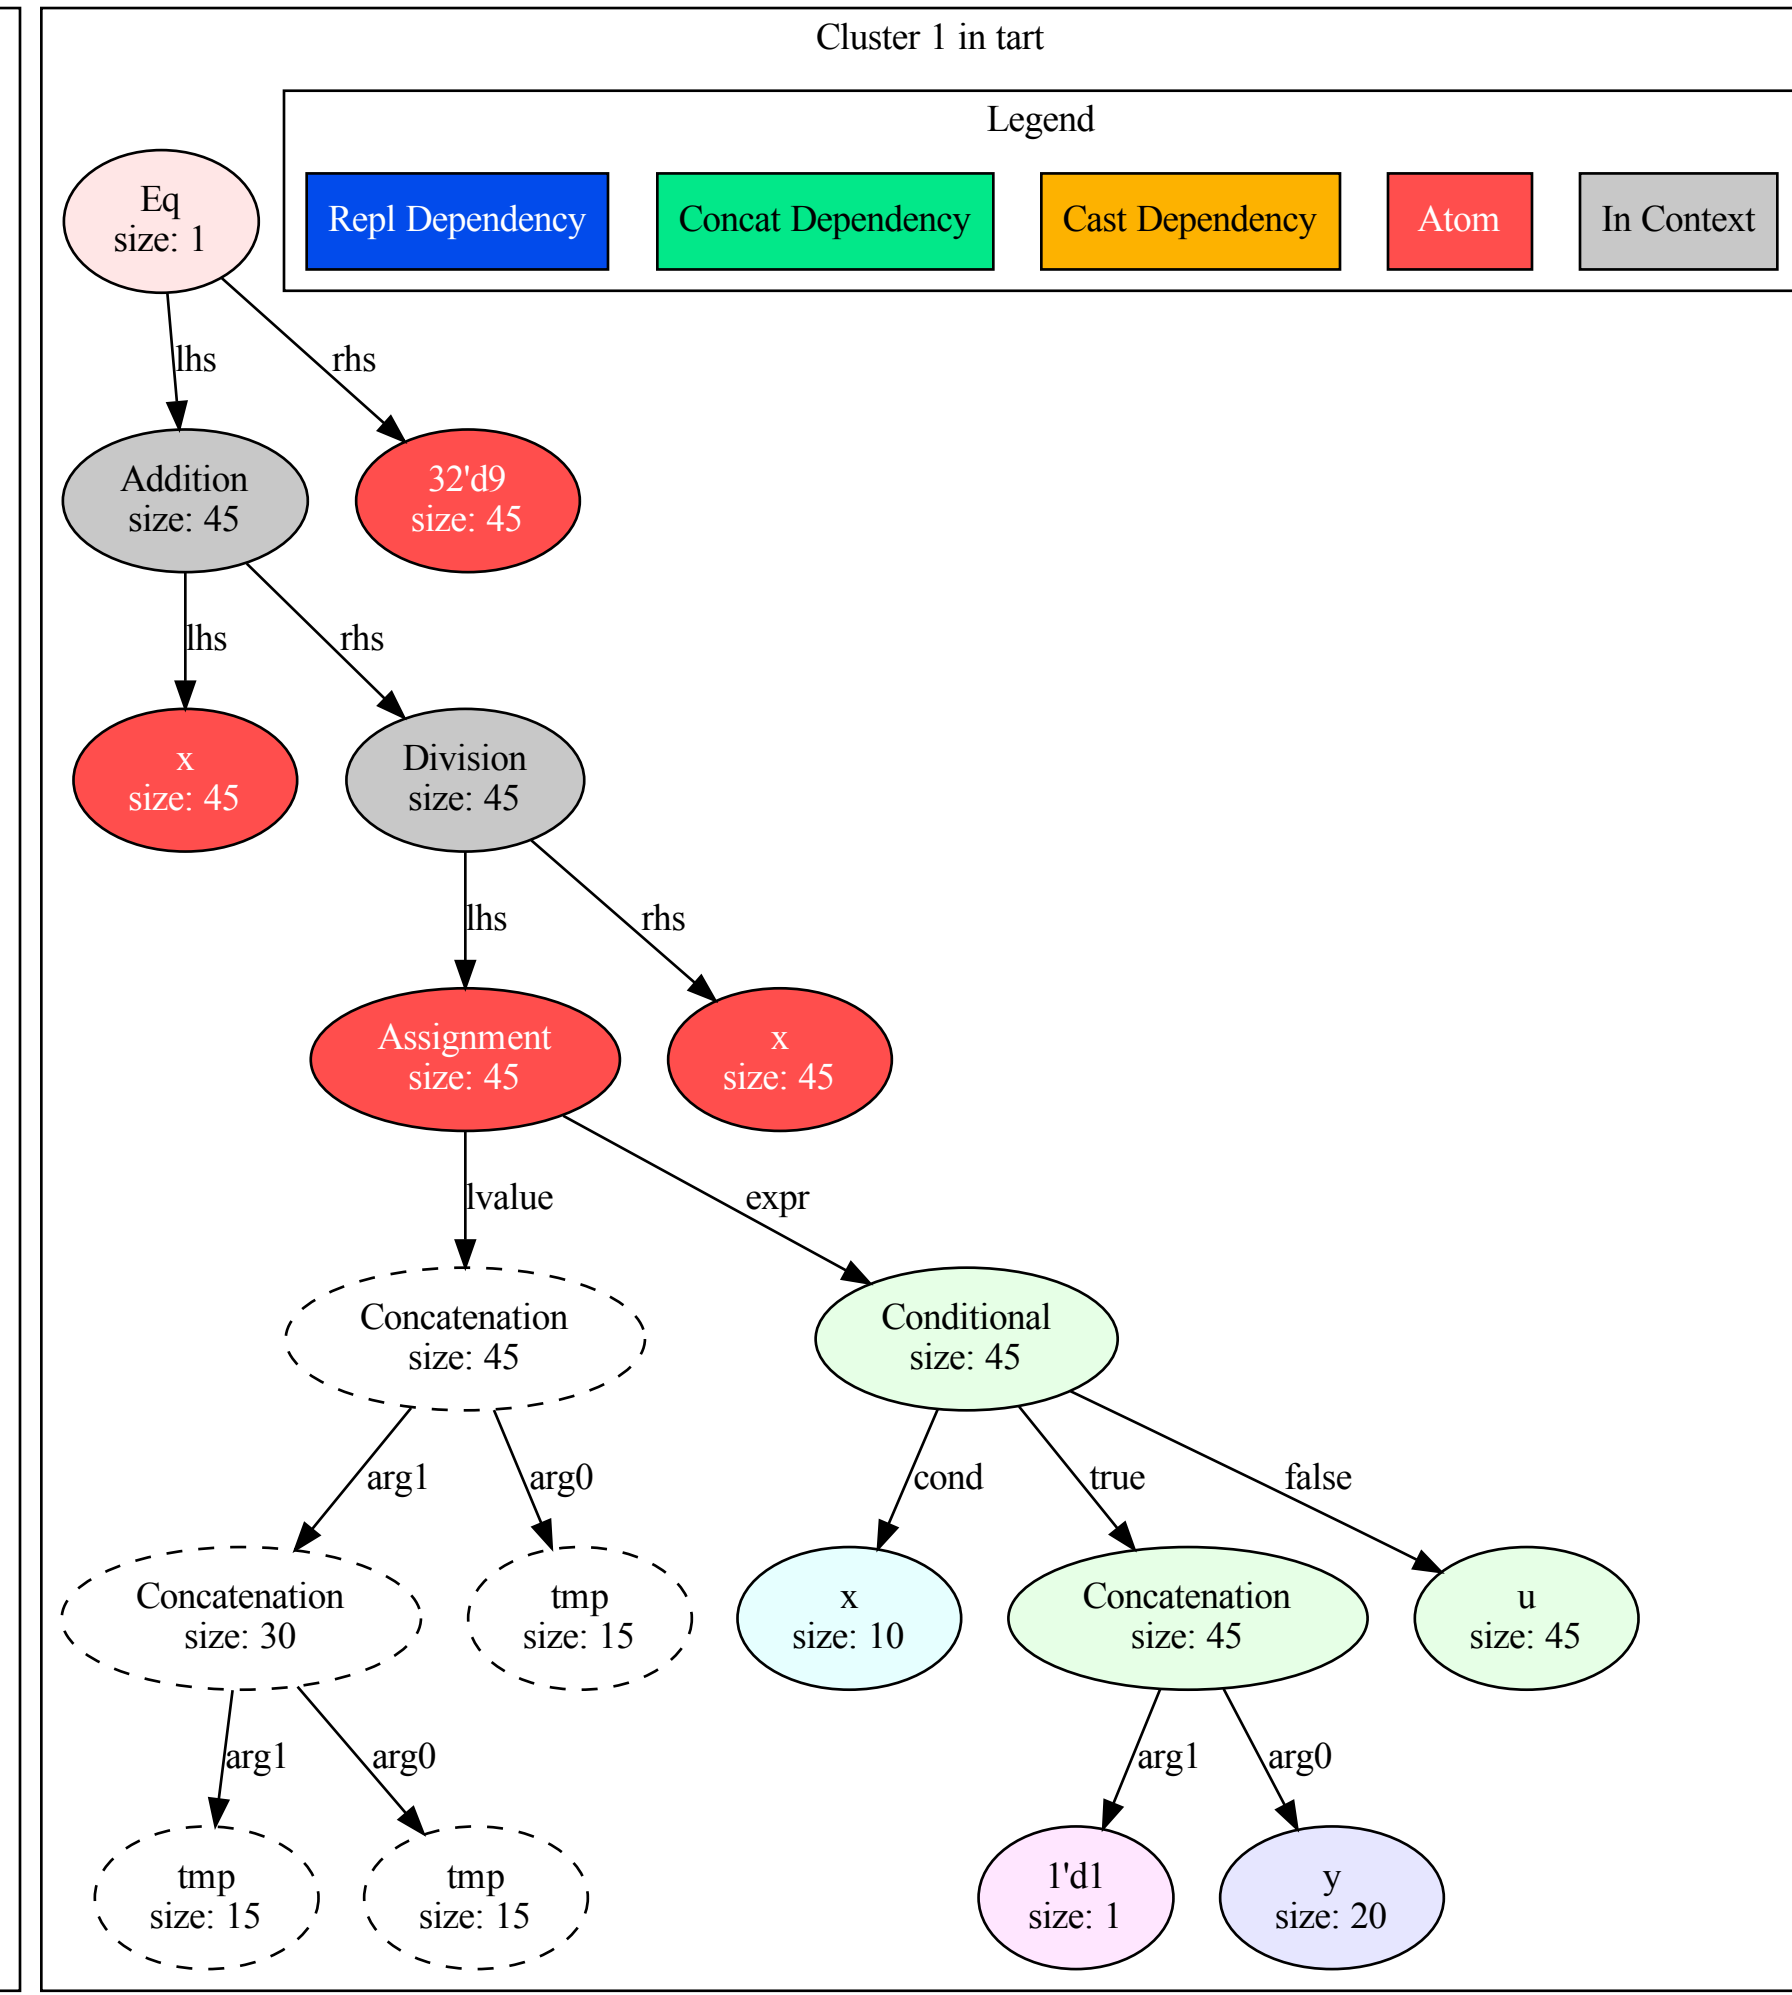 Cluster 1 in tart
Legend
Repl Dependency
Concat Dependency
Cast Dependency
Atom
In Context
Eq
size: 1
lhs
rhs
Addition
size: 45
32'd9
size: 45
lhs
rhs
x
size: 45
Division
size: 45
lhs
rhs
Assignment
size: 45
x
size: 45
lvalue
expr
Concatenation
size: 45
Conditional
size: 45
arg1
arg0
cond
true
false
Concatenation
size: 30
tmp
size: 15
x
size: 10
Concatenation
size: 45
u
size: 45
arg1
arg0
arg1
arg0
tmp
size: 15
tmp
size: 15
1'd1
size: 1
y
size: 20